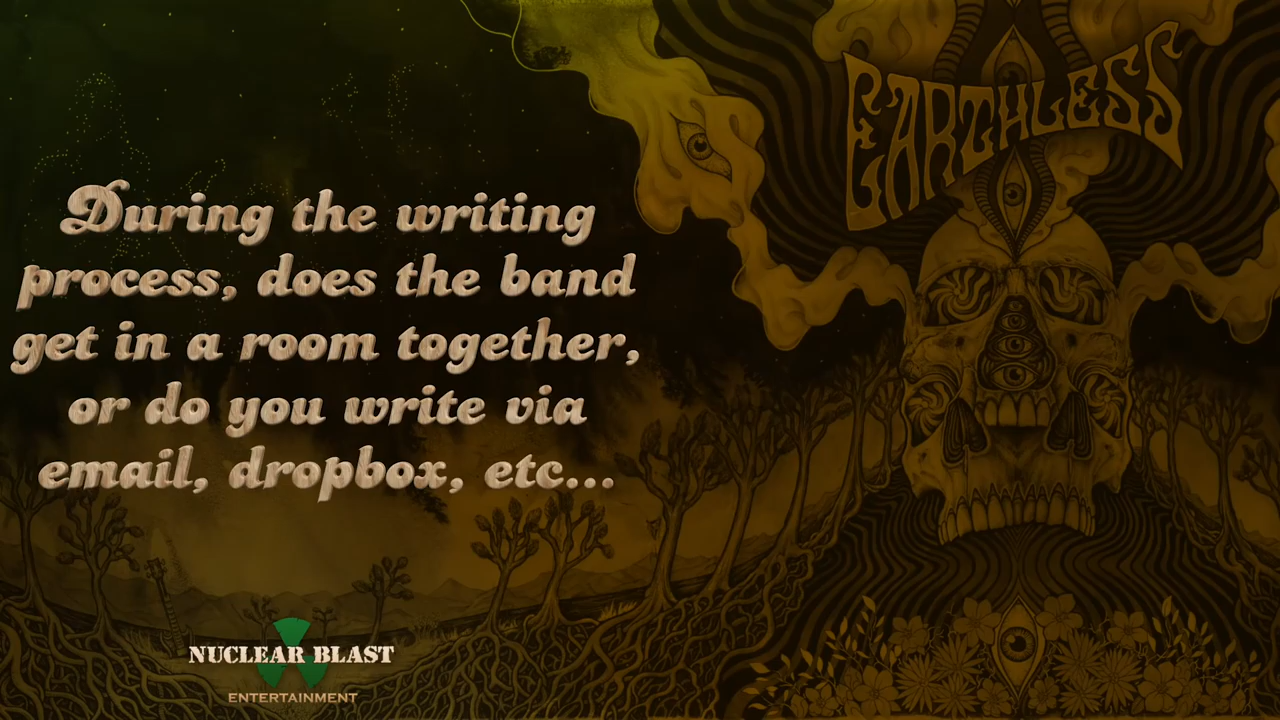 During the writing
process, does the band
get in a room together,
or do you write via
email, dropbox, etc...
EARTHLESS
NUCLEAR BLAST
ENTERTAINMENT